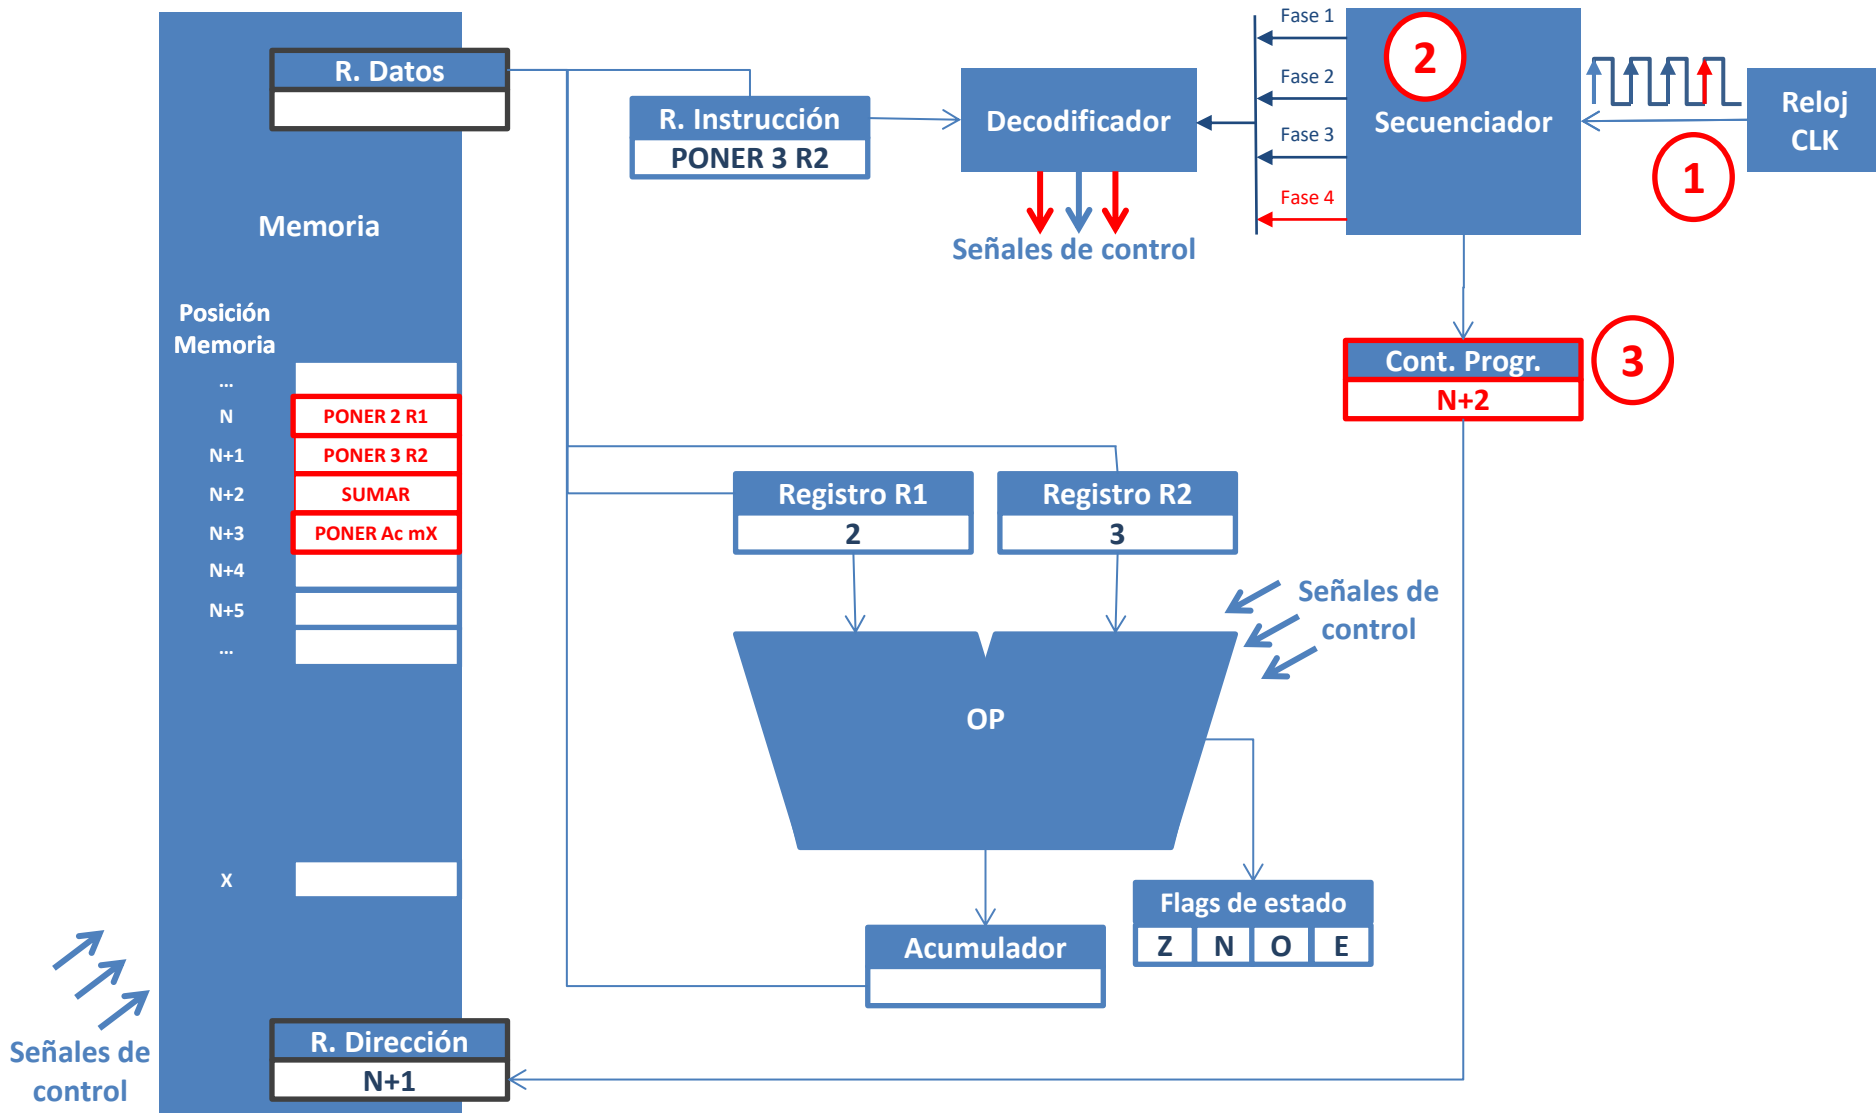 R. Datos
Memoria
Posición
Memoria
...
N
PONER 2 R1
N+1
PONER 3 R2
N+2
SUMAR
N+3
PONER Ac mX
N+4
N+5
...
X
R. Dirección
N+1
Señales de
control
R. Instrucción
PONER 3 R2
Decodificador
Señales de control
Fase 1
Fase 2
Fase 3
Fase 4
2
Secuenciador
Reloj
CLK
1
Cont. Progr.
N+2
3
Registro R1
2
Registro R2
3
Señales de
control
OP
Flags de estado
Z N O E
Acumulador